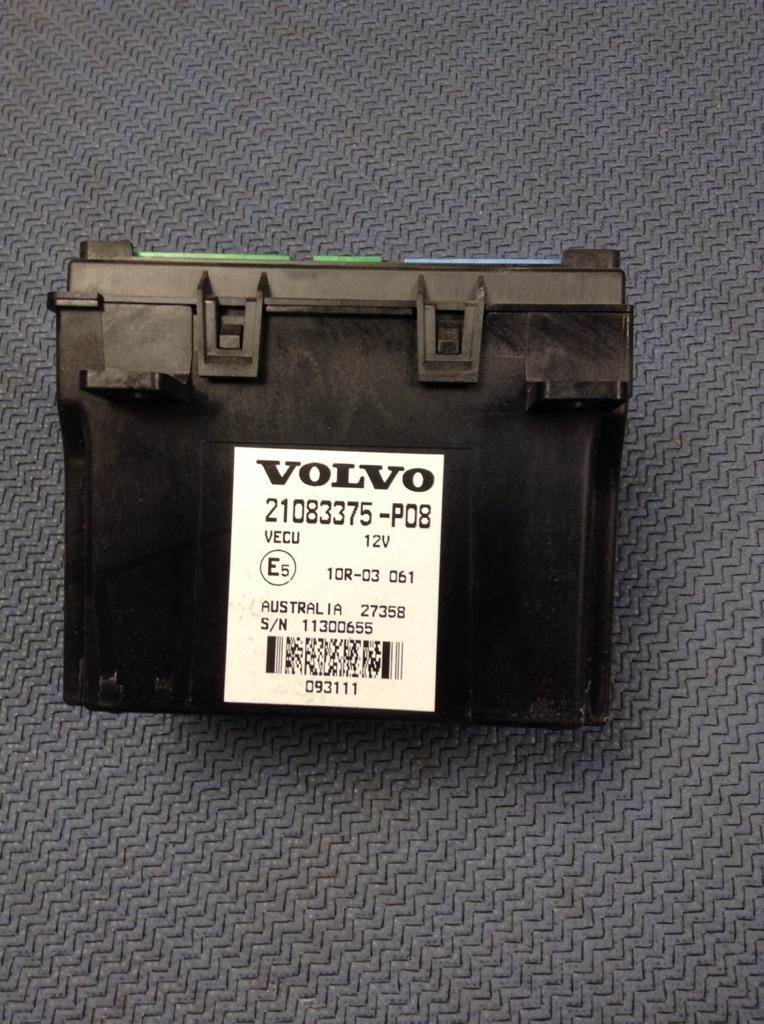 VOLVO
21083375-P08
VECU 12V
E5 10R-03 061
AUSTRALIA 27358
S/N 11300655
093111